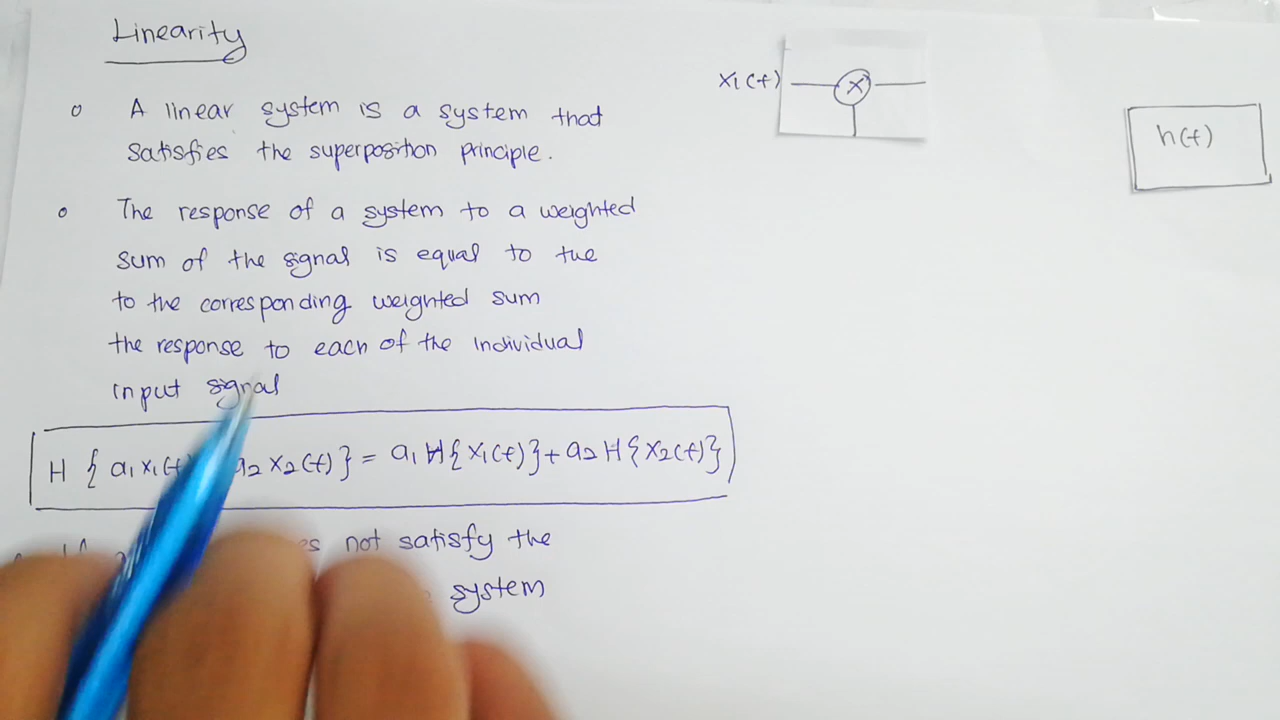 Linearity
A linear system is a system that
satisfies the superposition principle.
The response of a system to a weighted
sum of the signal is equal to the
to the corresponding weighted sum
the response to each of the individual
input signal
H { a1 x1(t) a2 x2(t) } = a1 H{x1(t)} + a2 H{x2(t)}
not satisfy the
system
x1(t)
X
h(t)